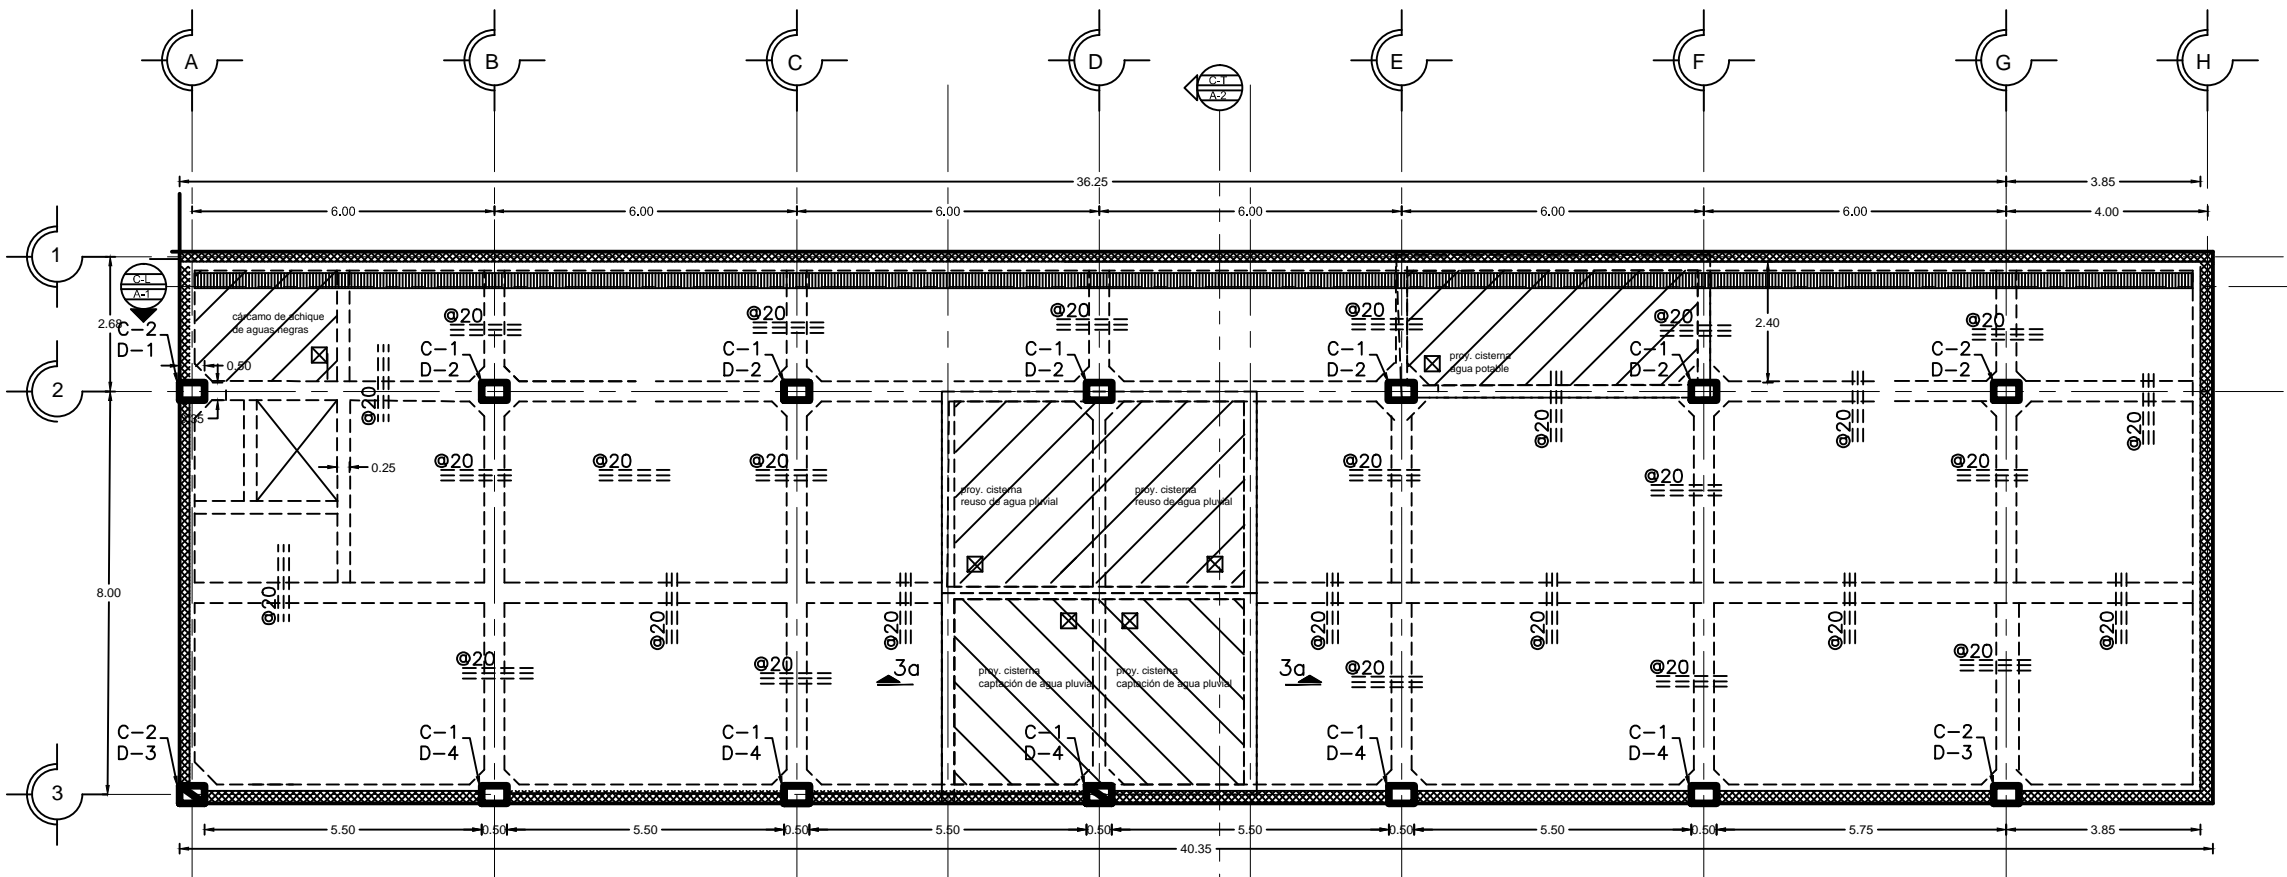 A
B
C
D
E
F
G
H
C-T
A-2
36.25
3.85
6.00
6.00
6.00
6.00
6.00
6.00
4.00
1
C-L
A-1
2.68
cárcamo de achique
de aguas negras
@20
@20
@20
@20
@20
@20
2.40
C-2
D-1
C-1
D-2
C-1
D-2
C-1
D-2
C-1
D-2
proy. cisterna
agua potable
C-1
D-2
C-2
D-2
0.50
2
@20
@20
@20
@20
0.25
@20
@20
@20
@20
@20
@20
proy. cisterna
reuso de agua pluvial
proy. cisterna
reuso de agua pluvial
8.00
@20
@20
@20
@20
@20
@20
@20
@20
@20
3a
proy. cisterna
captación de agua pluvial
proy. cisterna
captación de agua pluvial
3a
@20
@20
@20
C-2
D-3
C-1
D-4
C-1
D-4
C-1
D-4
C-1
D-4
C-1
D-4
C-2
D-3
3
5.50
0.50
5.50
0.50
5.50
0.50
5.50
0.50
5.50
0.50
5.75
3.85
40.35